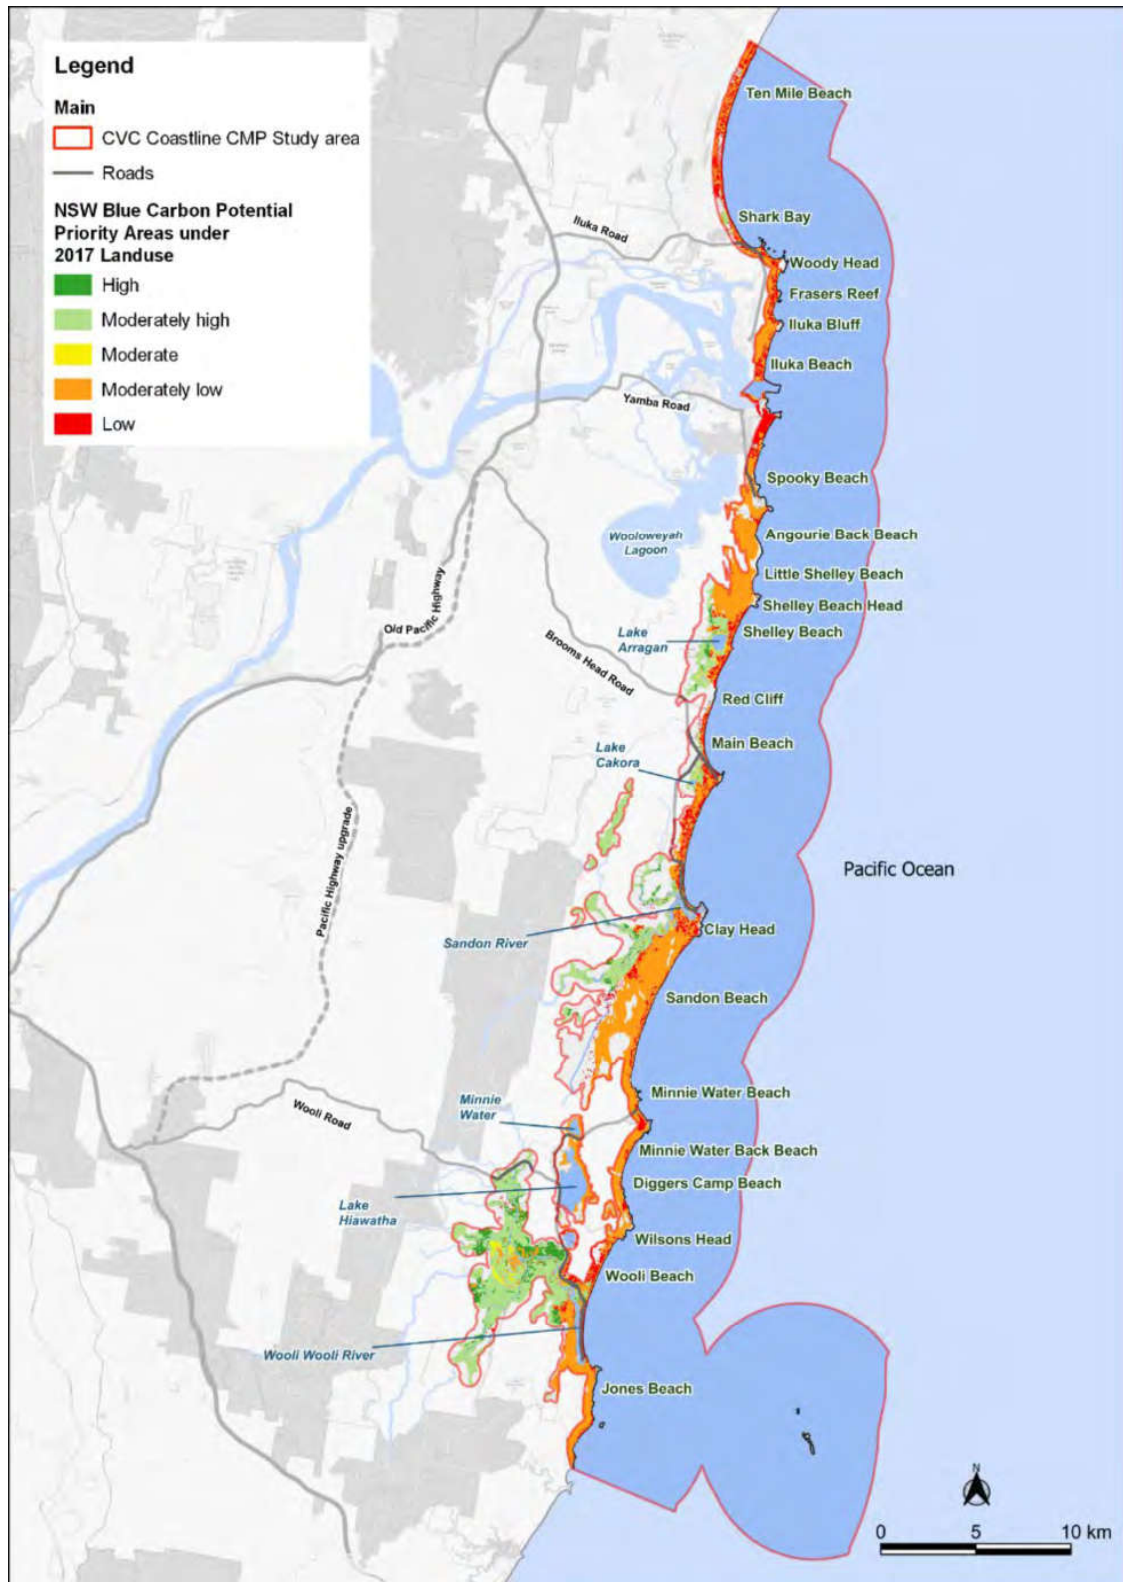 Legend
Main
CVC Coastline CMP Study area
Roads
NSW Blue Carbon Potential
Priority Areas under
2017 Landuse
High
Moderately high
Moderate
Moderately low
Low
Ten Mile Beach
Shark Bay
Iluka Road
Woody Head
Frasers Reef
Iluka Bluff
Iluka Beach
Yamba Road
Spooky Beach
Angourie Back Beach
Wooloweyah
Lagoon
Little Shelley Beach
Shelley Beach Head
Old Pacific Highway
Lake
Arragan
Shelley Beach
Brooms Head Road
Red Cliff
Main Beach
Lake
Cakora
Pacific Highway upgrade
Pacific Ocean
Sandon River
Clay Head
Sandon Beach
Minnie Water Beach
Minnie
Water
Wooli Road
Minnie Water Back Beach
Diggers Camp Beach
Lake
Hiawatha
Wilsons Head
Wooli Beach
Wooli Wooli River
Jones Beach
N
0 5 10 km